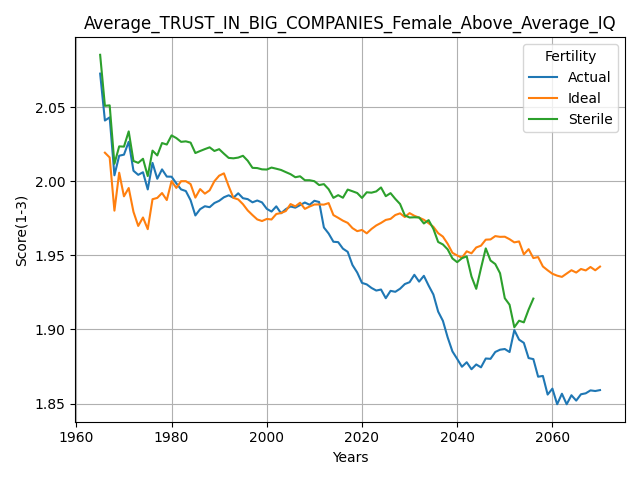 Average_TRUST_IN_BIG_COMPANIES_Female_Above_Average_IQ
Fertility
Actual
Ideal
Sterile
Score(1-3)
2.05
2.00
1.95
1.90
1.85
1960
1980
2000
2020
2040
2060
Years